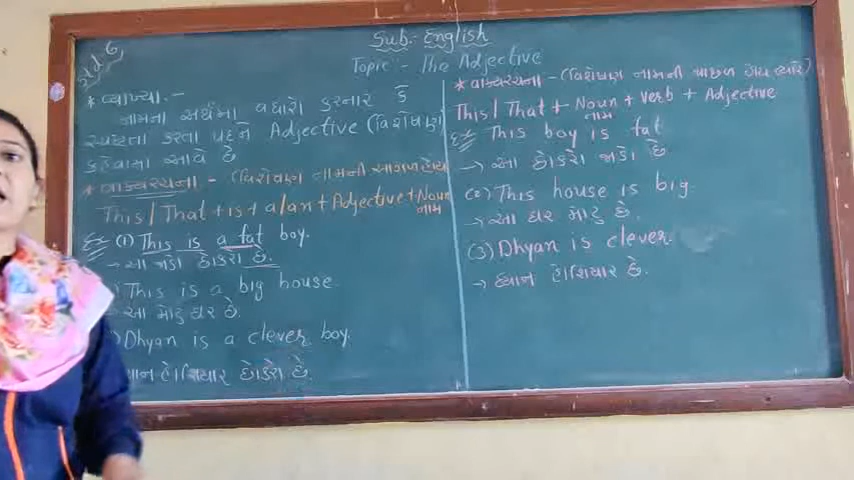 Std 6
Sub:- English
Topic :- The Adjective
* વ્યાખ્યા :-
નામના અર્થમાં વધારો કરનાર કે
સ્પષ્ટતા કરતા પદને Adjective (વિશેષણ)
કહેવામાં આવે છે
* વાક્યરચના - (વિશેષણ નામની આગળ હોય
This / That + is + a/an + Adjective + Noun
નામ
Ex (1) This is a fat boy.
→ આ જાડો છોકરો છે.
This is a big house.
આ મોટુ ઘર છે.
Dhyan is a clever boy.
હોશિયાર છોકરો છે
* વાક્યરચના - (વિશેષણ નામની પાછળ હોય ત્યારે)
This / That + Noun + verb + Adjective
નામ
Ex This boy is fat
→ આ છોકરો જાડો છે.
(2) This house is big.
→ આ ઘર મોટુ છે.
(3) Dhyan is clever.
→ ધ્યાન હોશિયાર છે.